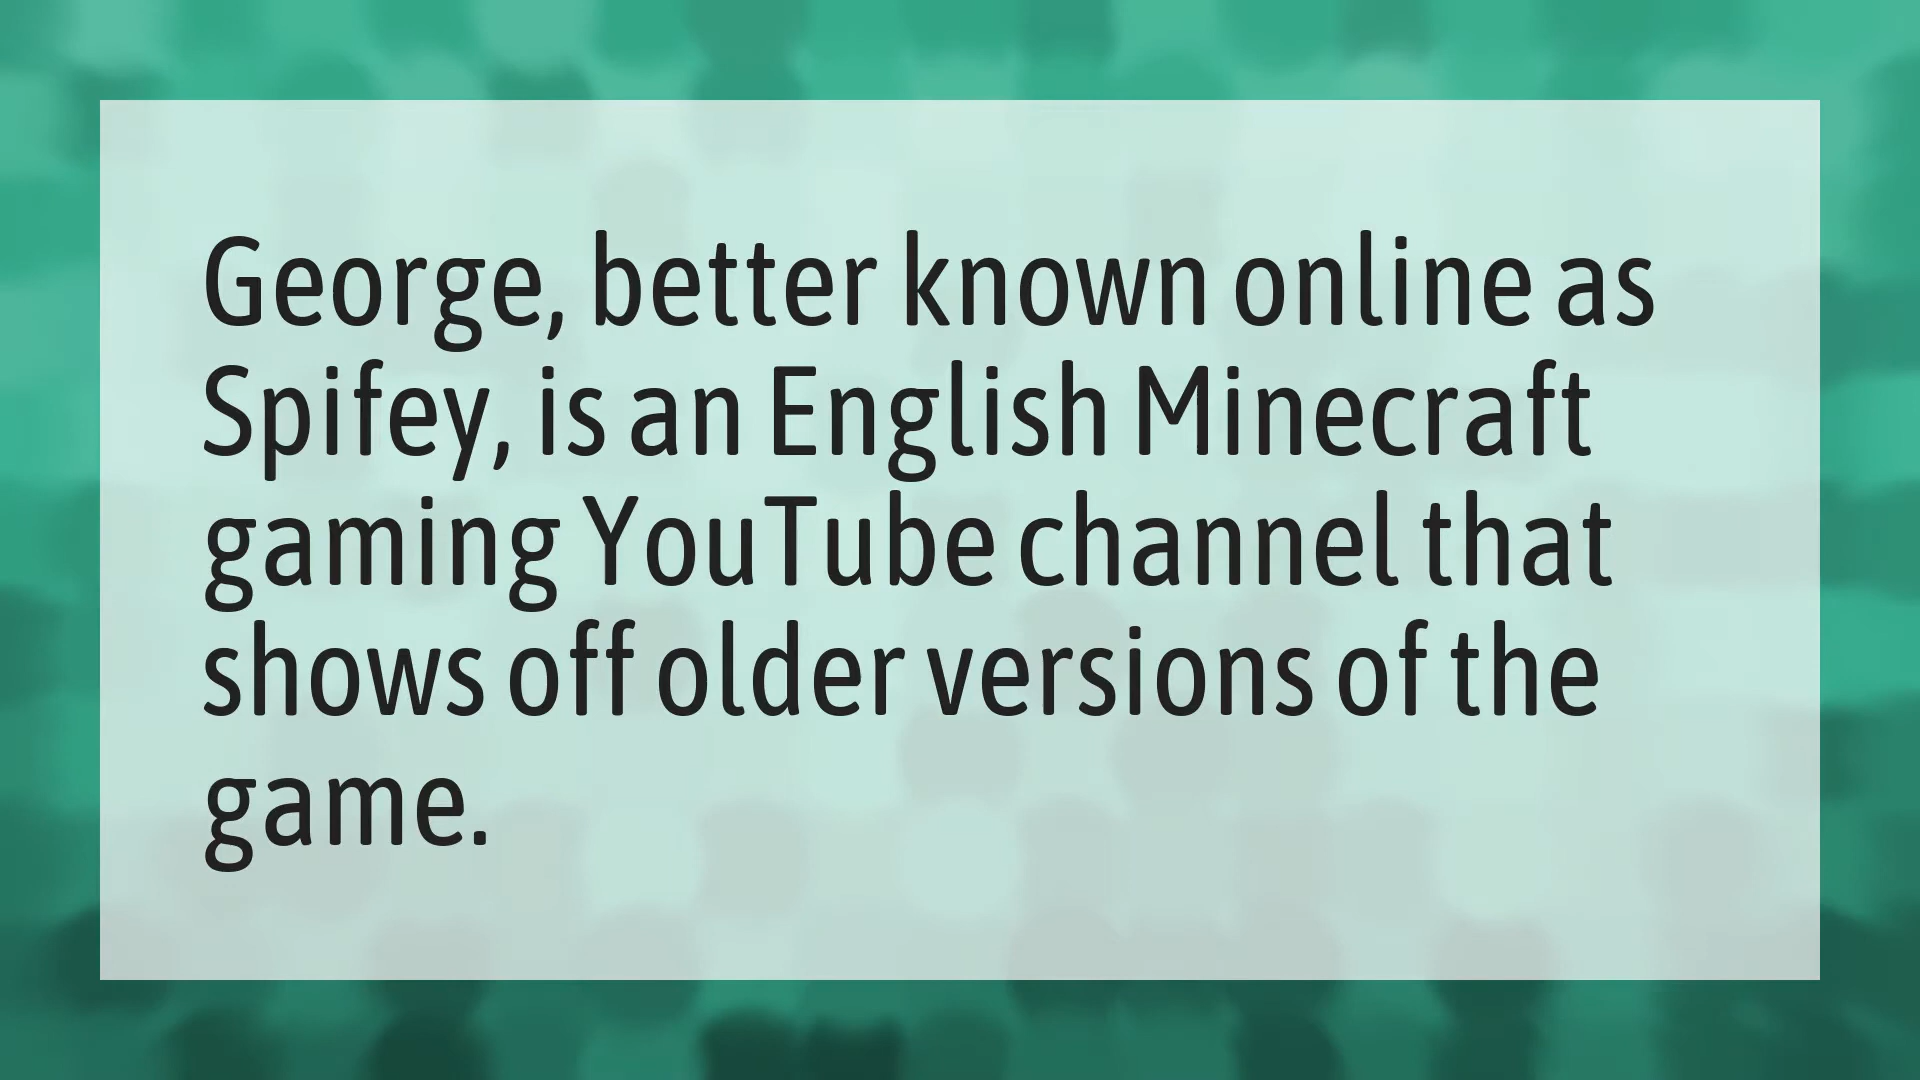 George, better known online as
Spifey, is an English Minecraft
gaming YouTube channel that
shows off older versions of the
game.